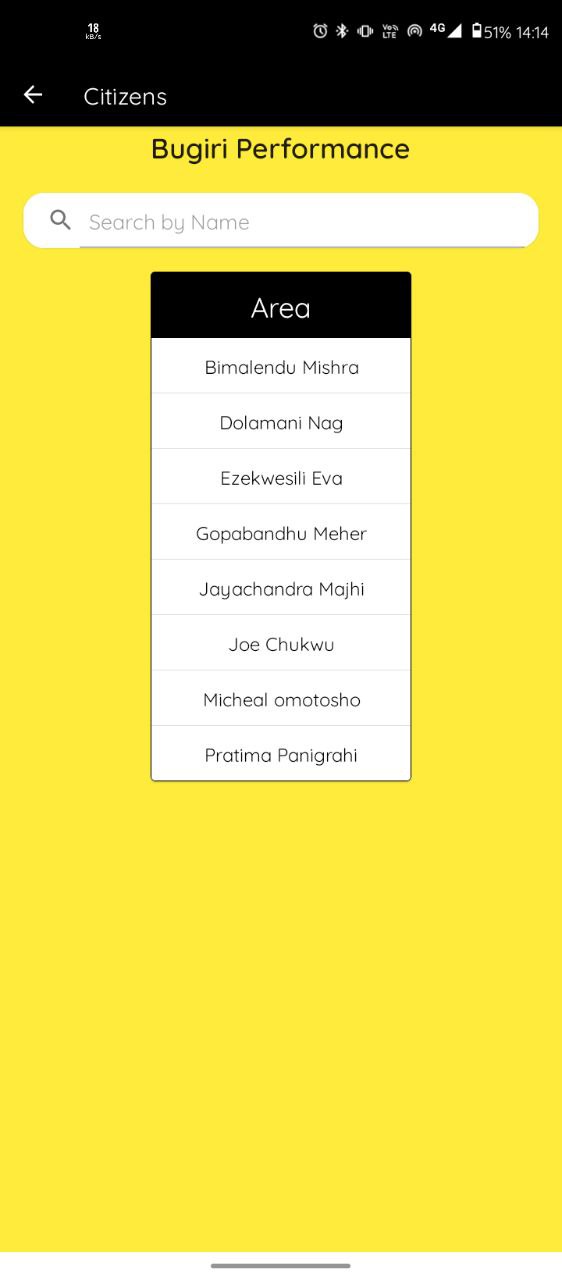 18
kB/s
Vo))
LTE
4G
51% 14:14
Citizens
Bugiri Performance
Search by Name
Area
Bimalendu Mishra
Dolamani Nag
Ezekwesili Eva
Gopabandhu Meher
Jayachandra Majhi
Joe Chukwu
Micheal omotosho
Pratima Panigrahi